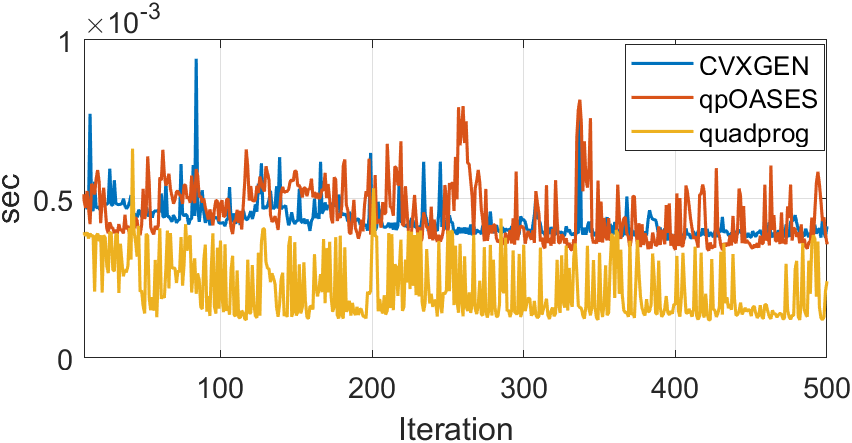 ×10⁻³
1
0.5
0
sec
CVXGEN
qpOASES
quadprog
100 200 300 400 500
Iteration